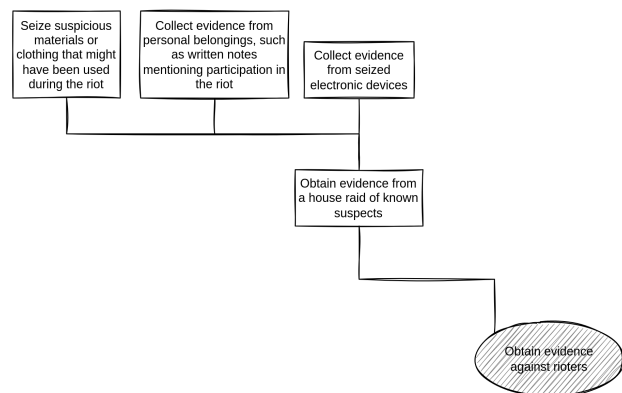 Seize suspicious
materials or
clothing that might
have been used
during the riot
Collect evidence from
personal belongings, such
as written notes
mentioning participation in
the riot
Collect evidence
from seized
electronic devices
Obtain evidence from
a house raid of known
suspects
Obtain evidence
against rioters